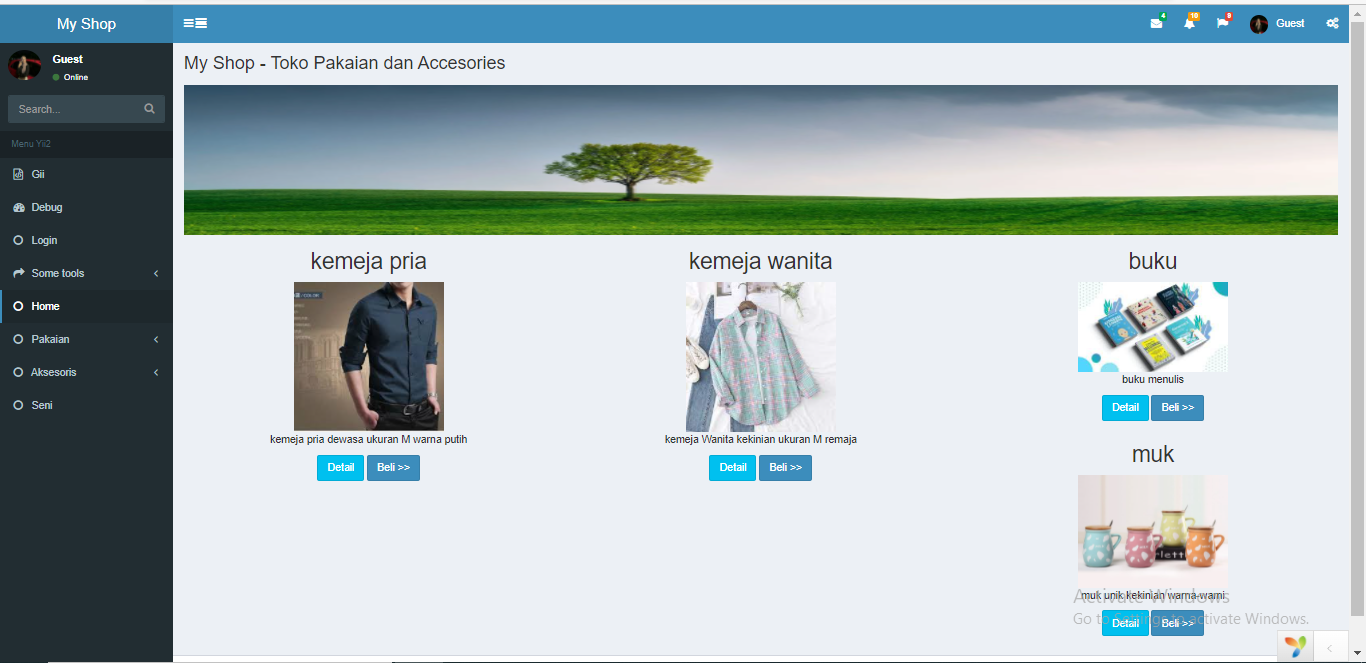 My Shop
4
10
9
Guest
Guest
Online
Search...
Menu Yii2
Gii
Debug
Login
Some tools
Home
Pakaian
Aksesoris
Seni
My Shop - Toko Pakaian dan Accesories
kemeja pria
kemeja pria dewasa ukuran M warna putih
Detail
Beli >>
kemeja wanita
kemeja Wanita kekinian ukuran M remaja
Detail
Beli >>
buku
buku menulis
Detail
Beli >>
muk
muk unik kekinian warna-warni
Detail
Beli >>
Activate Windows
Go to Settings to activate Windows.